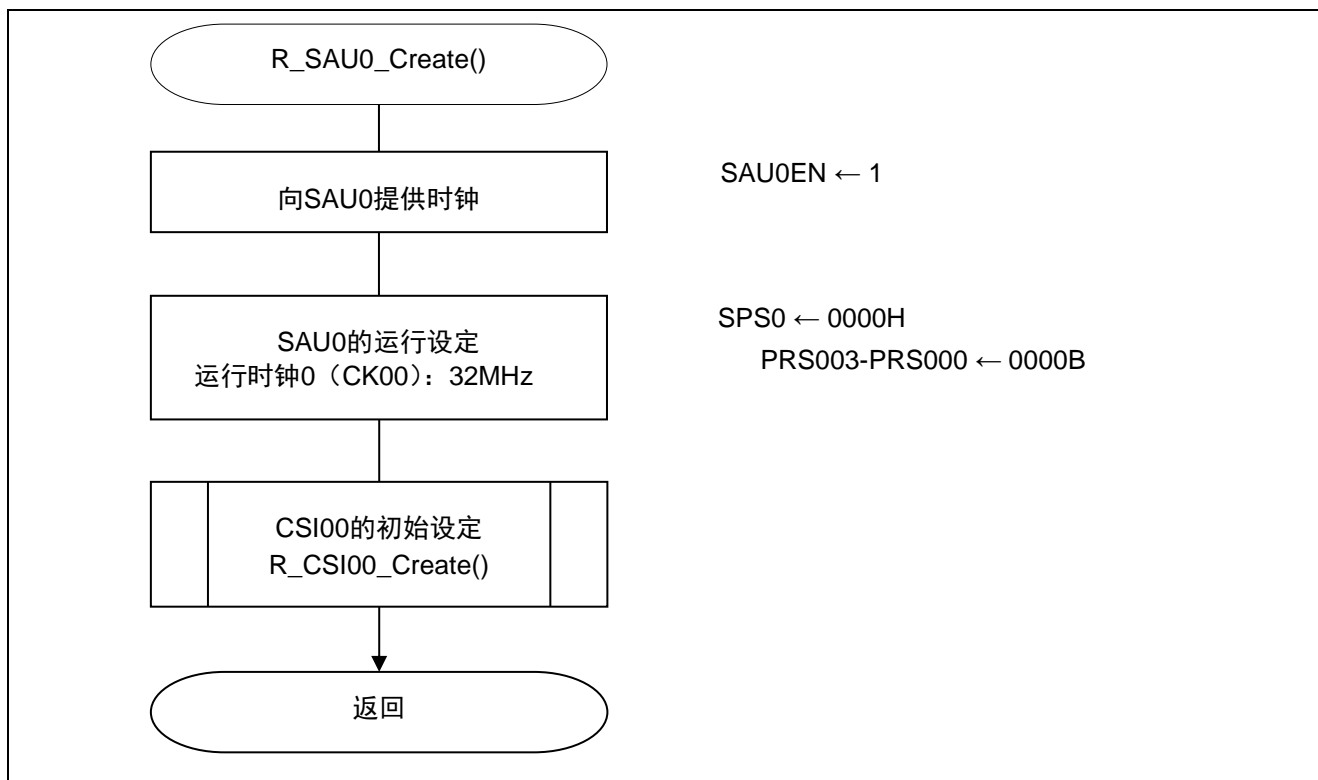 R_SAU0_Create()
向SAU0提供时钟
SAU0EN ← 1
SAU0的运行设定
运行时钟0（CK00）：32MHz
SPS0 ← 0000H
PRS003-PRS000 ← 0000B
CSI00的初始设定
R_CSI00_Create()
返回